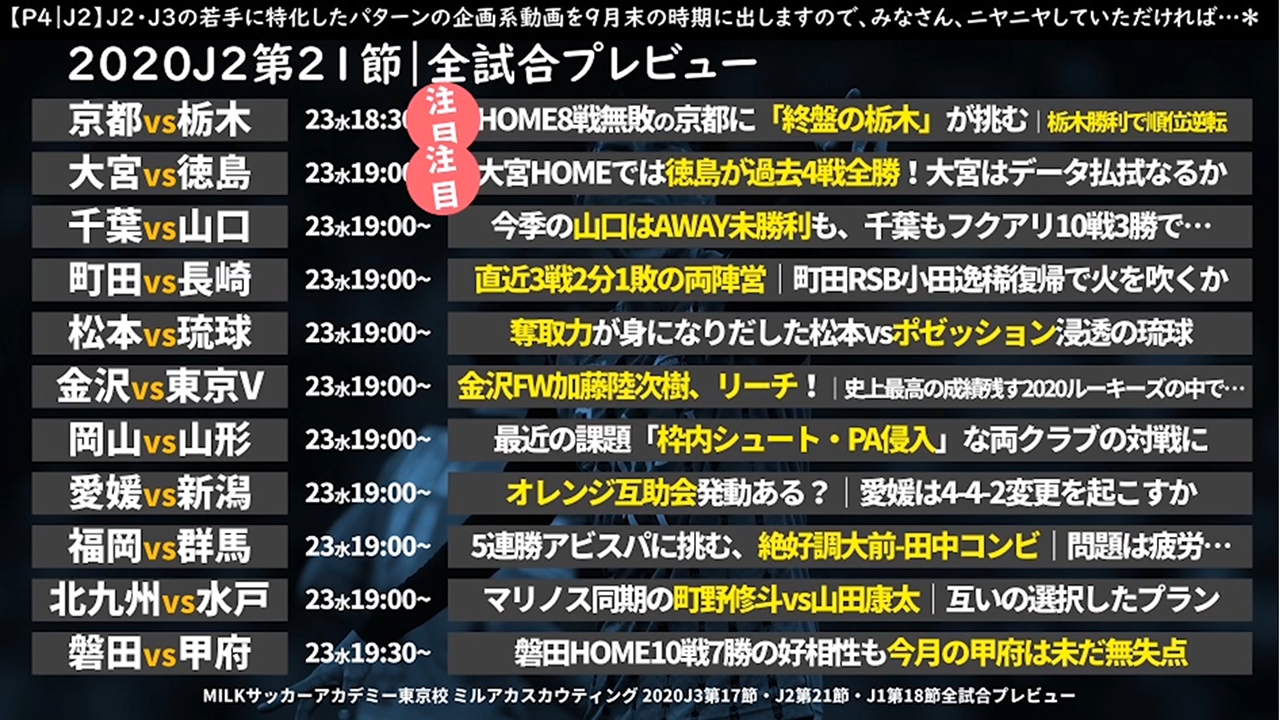 【P4|J2】J2・J3の若手に特化したパターンの企画系動画を9月末の時期に出しますので、みなさん、ニヤニヤしていただければ…＊
2020J2第21節|全試合プレビュー
京都vs栃木 23水18:30 注目 HOME8戦無敗の京都に「終盤の栃木」が挑む|栃木勝利で順位逆転
大宮vs徳島 23水19:00 注目 大宮HOMEでは徳島が過去4戦全勝！大宮はデータ払拭なるか
千葉vs山口 23水19:00~ 今季の山口はAWAY未勝利も、千葉もフクアリ10戦3勝で…
町田vs長崎 23水19:00~ 直近3戦2分1敗の両陣営|町田RSB小田逸稀復帰で火を吹くか
松本vs琉球 23水19:00~ 奪取力が身になりだした松本vsポゼッション浸透の琉球
金沢vs東京V 23水19:00~ 金沢FW加藤陸次樹、リーチ！|史上最高の成績残す2020ルーキーズの中で…
岡山vs山形 23水19:00~ 最近の課題「枠内シュート・PA侵入」な両クラブの対戦に
愛媛vs新潟 23水19:00~ オレンジ互助会発動ある？|愛媛は4-4-2変更を起こすか
福岡vs群馬 23水19:00~ 5連勝アビスパに挑む、絶好調大前-田中コンビ|問題は疲労…
北九州vs水戸 23水19:00~ マリノス同期の町野修斗vs山田康太|互いの選択したプラン
磐田vs甲府 23水19:30~ 磐田HOME10戦7勝の好相性も今月の甲府は未だ無失点
MILKサッカーアカデミー東京校 ミルアカスカウティング 2020J3第17節・J2第21節・J1第18節全試合プレビュー